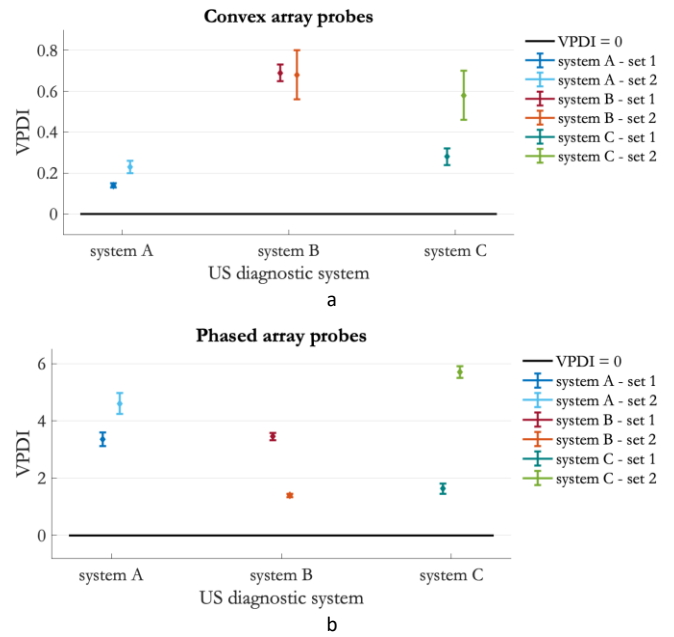 Convex array probes
0.8
0.6
0.4
0.2
0
VPDI
system A
system B
system C
US diagnostic system
VPDI = 0
system A - set 1
system A - set 2
system B - set 1
system B - set 2
system C - set 1
system C - set 2
a
Phased array probes
6
4
2
0
VPDI
system A
system B
system C
US diagnostic system
VPDI = 0
system A - set 1
system A - set 2
system B - set 1
system B - set 2
system C - set 1
system C - set 2
b